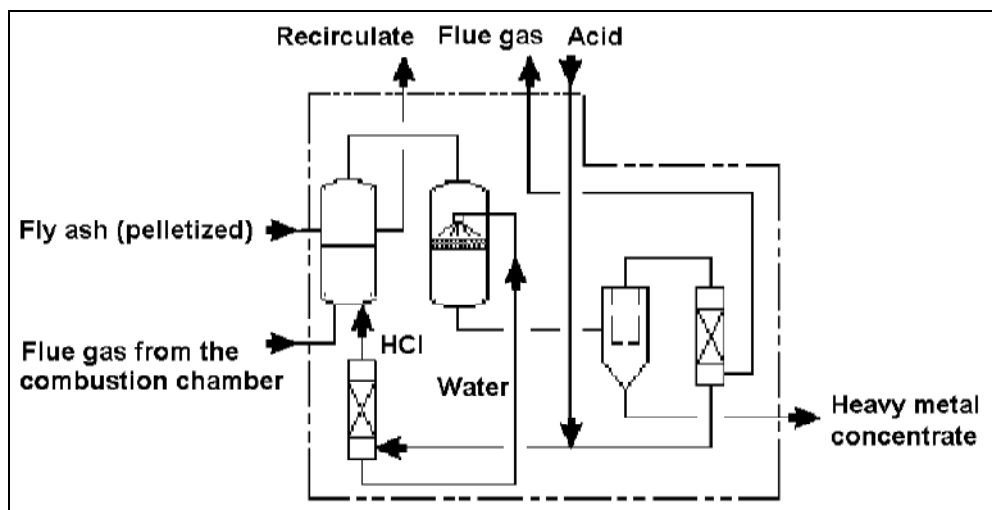 Recirculate
Flue gas
Acid
Fly ash (pelletized)
Flue gas from the
combustion chamber
HCl
Water
Heavy metal
concentrate